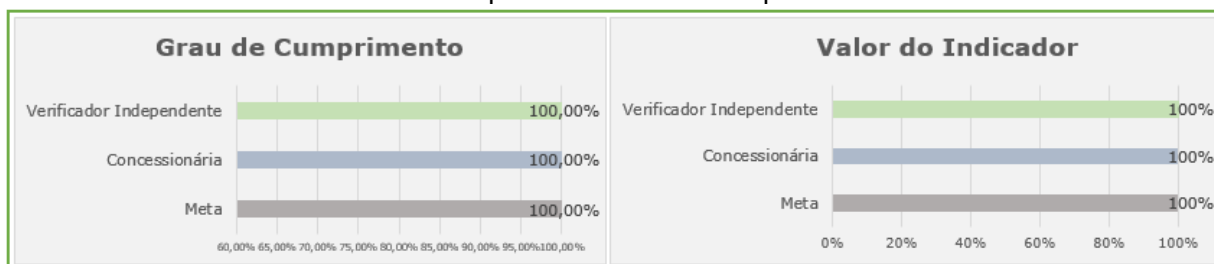 Grau de Cumprimento
Verificador Independente 100,00%
Concessionária 100,00%
Meta 100,00%
60,00% 65,00% 70,00% 75,00% 80,00% 85,00% 90,00% 95,00%100,00%
Valor do Indicador
Verificador Independente 100%
Concessionária 100%
Meta 100%
0% 20% 40% 60% 80% 100%